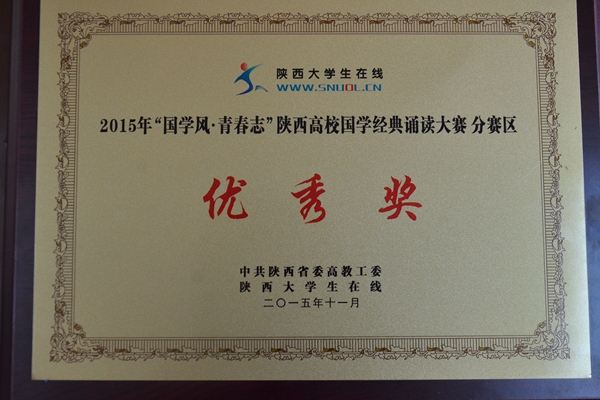 陕西大学生在线
WWW.SNUOL.CN
2015年“国学风·青春志”陕西高校国学经典诵读大赛 分赛区
优秀奖
中共陕西省委高教工委
陕西大学生在线
二〇一五年十一月